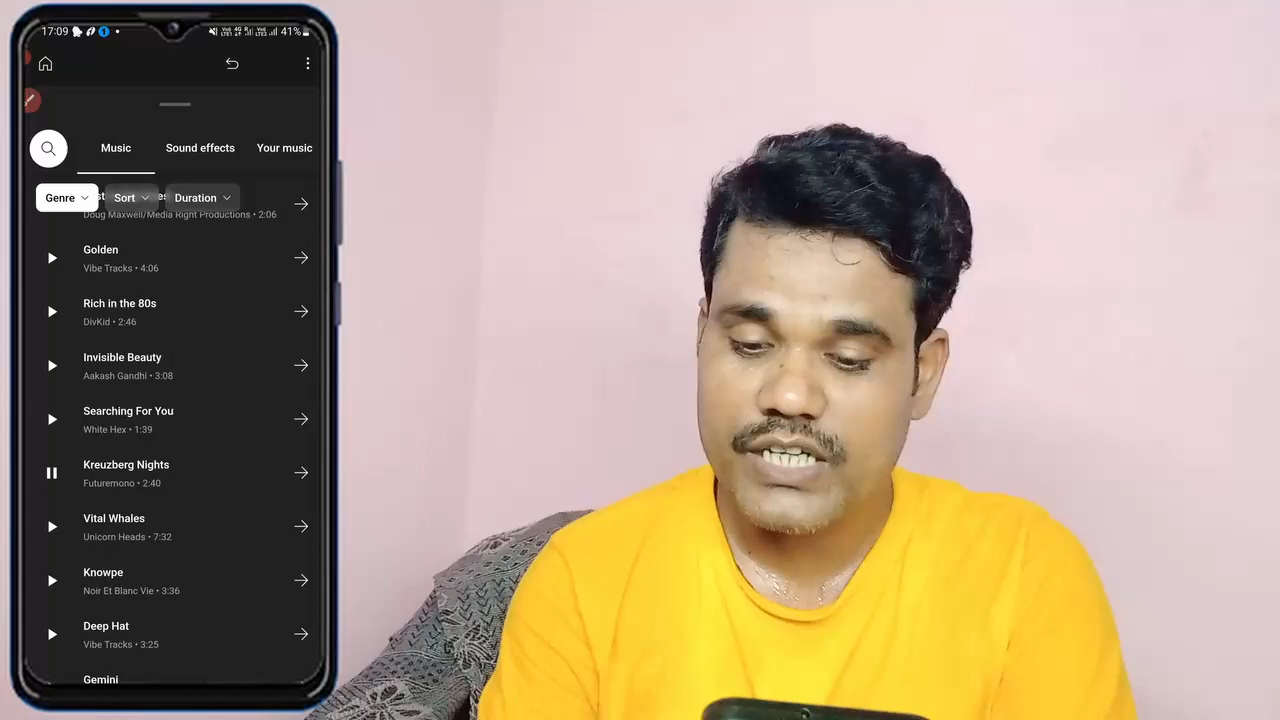 17:09
41%
Music
Sound effects
Your music
Genre
Sort
Duration
Doug Maxwell/Media Right Productions • 2:06
Golden
Vibe Tracks • 4:06
Rich in the 80s
DivKid • 2:46
Invisible Beauty
Aakash Gandhi • 3:08
Searching For You
White Hex • 1:39
Kreuzberg Nights
Futuremono • 2:40
Vital Whales
Unicorn Heads • 7:32
Knowpe
Noir Et Blanc Vie • 3:36
Deep Hat
Vibe Tracks • 3:25
Gemini